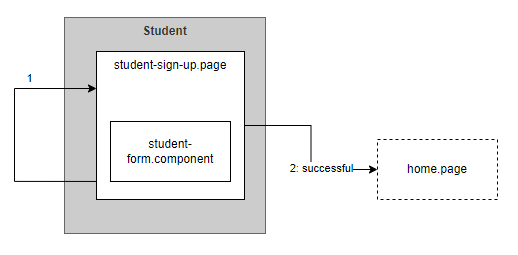 Student
student-sign-up.page
1
student-
form.component
2: successful
home.page